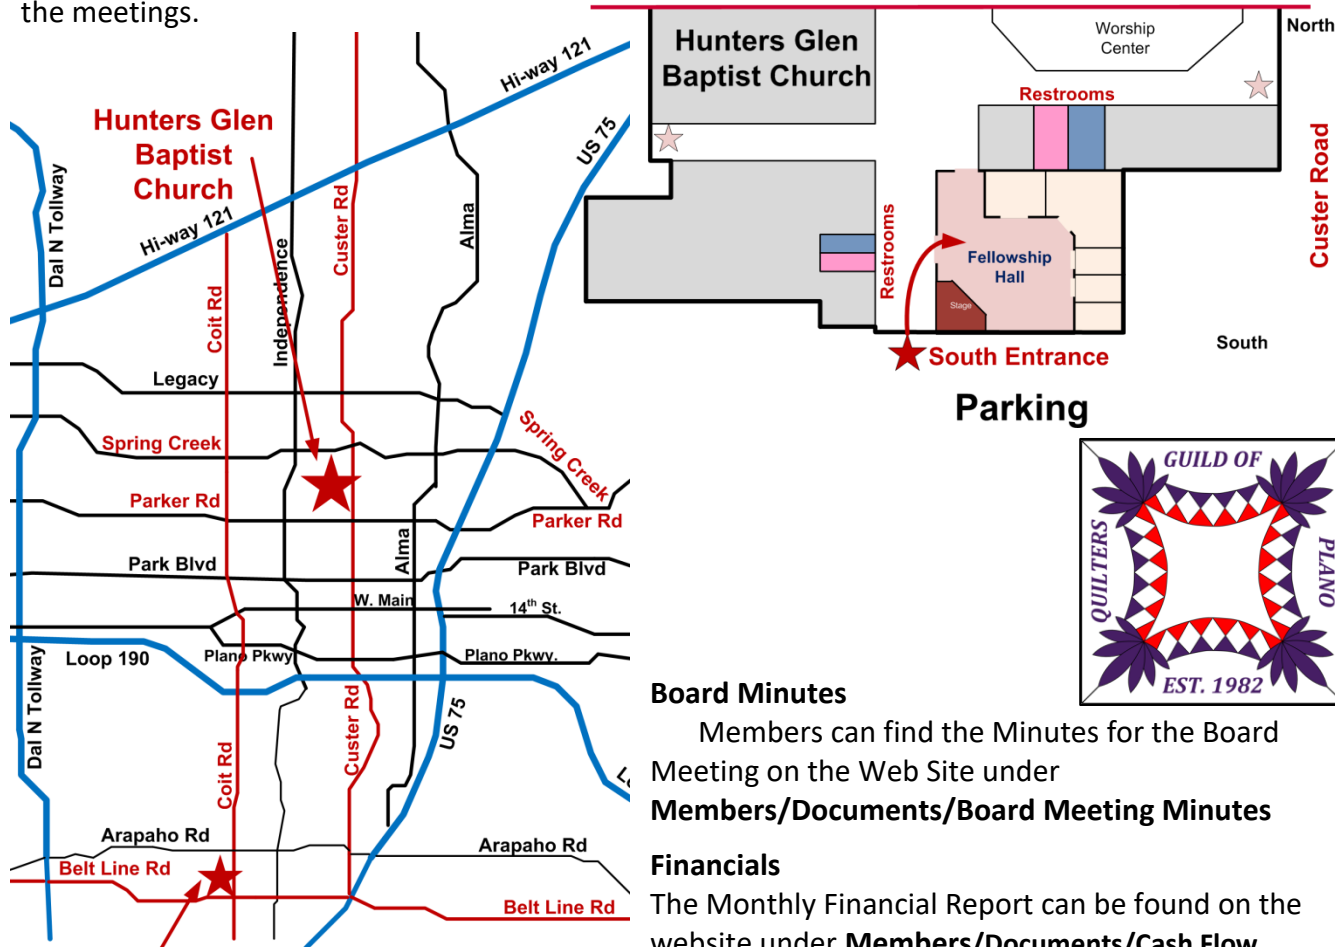 the meetings.
Hi-way 121
Hunters Glen
Baptist
Church
US 75
Dal N Tollway
Custer Rd
Alma
Hi-way 121
Independence
Coit Rd
Legacy
Spring Creek
Spring Creek
Parker Rd
Parker Rd
Alma
Park Blvd
Park Blvd
W. Main
14th St.
Loop 190
Plano Pkwy
Plano Pkwy.
Dal N Tollway
Custer Rd
US 75
Coit Rd
Arapaho Rd
Arapaho Rd
Belt Line Rd
Belt Line Rd
Hunters Glen
Baptist Church
Worship
Center
North
Restrooms
Custer Road
Restrooms
Fellowship
Hall
Stage
South Entrance
South
Parking
GUILD OF
QUILTERS
PLANO
EST. 1982
Board Minutes
Members can find the Minutes for the Board
Meeting on the Web Site under
Members/Documents/Board Meeting Minutes
Financials
The Monthly Financial Report can be found on the
website under Members/Documents/Cash Flow